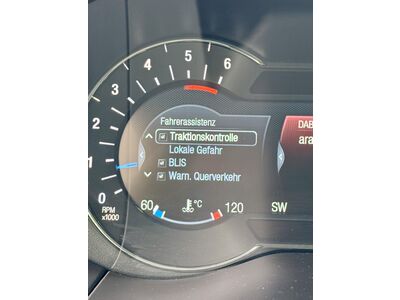 6
5
4
3
2
1
0
RPM
x1000
Fahrerassistenz
Traktionskontrolle
Lokale Gefahr
BLIS
Warn. Querverkehr
60
°C
120
SW
DAB
ara